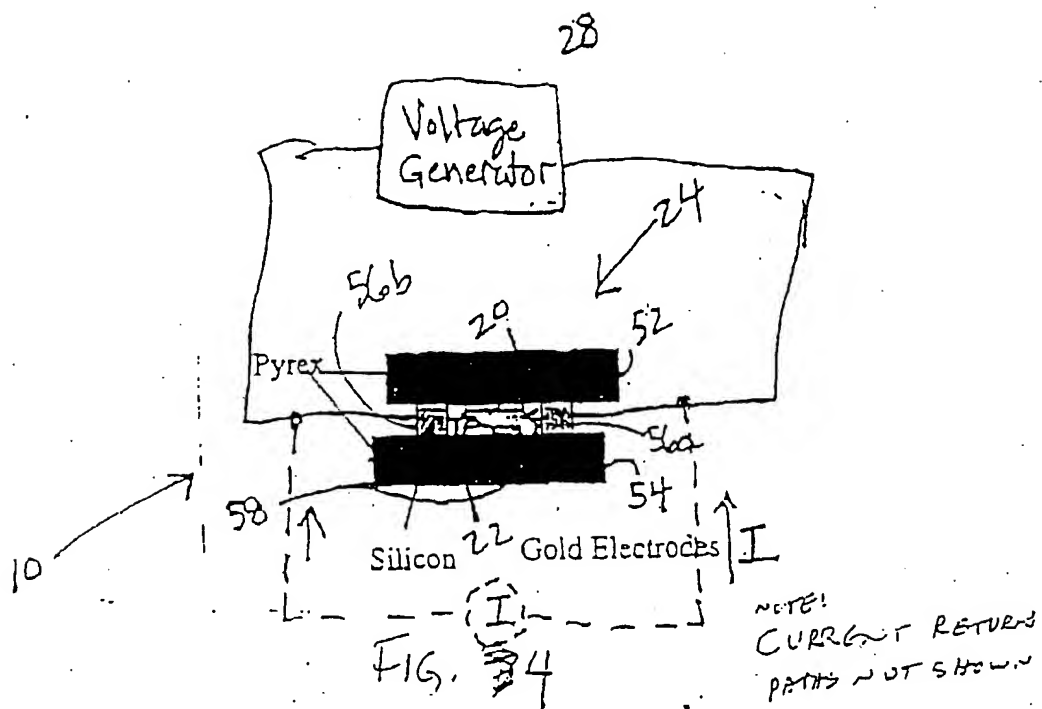 28
Voltage
Generator
24
56b
20
52
Pyrex
56a
54
58
10
Silicon
22
Gold Electrodes
I
I
FIG. 4
NOTE!
CURRENT RETURN
PATHS NOT SHOWN